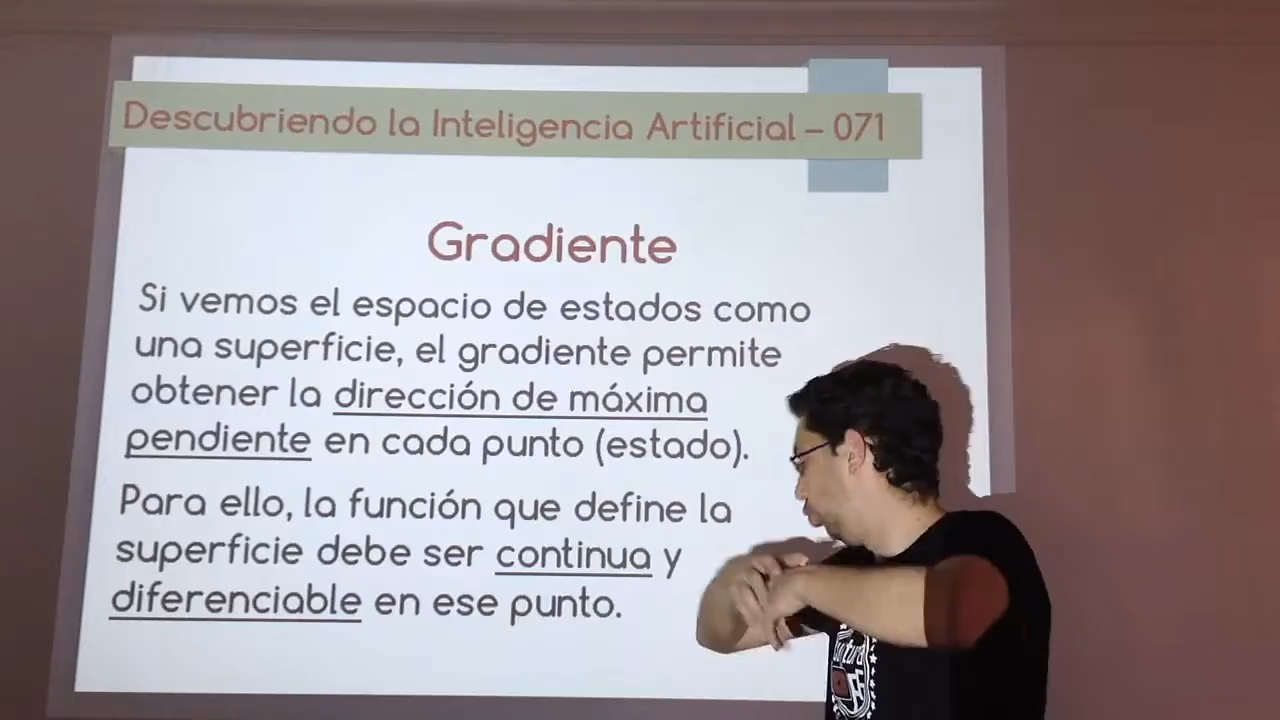 Descubriendo la Inteligencia Artificial – 071
Gradiente
Si vemos el espacio de estados como
una superficie, el gradiente permite
obtener la dirección de máxima
pendiente en cada punto (estado).
Para ello, la función que define la
superficie debe ser continua y
diferenciable en ese punto.